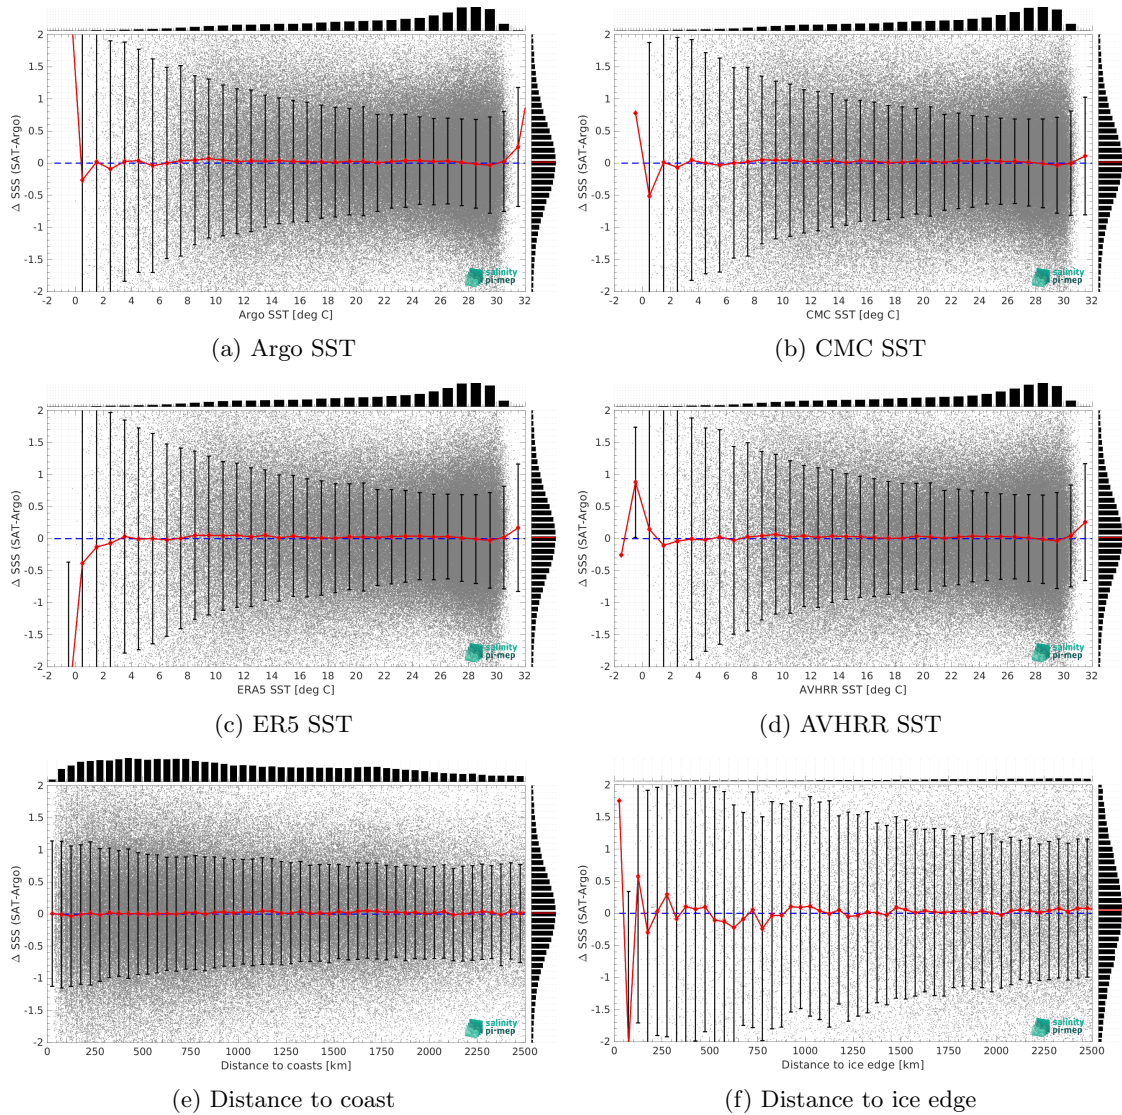 2
1.5
1
0.5
0
-0.5
-1
-1.5
-2
Δ SSS (SAT-Argo)
-2 0 2 4 6 8 10 12 14 16 18 20 22 24 26 28 30 32
Argo SST [deg C]
salinity
pi-mep
(a) Argo SST
2
1.5
1
0.5
0
-0.5
-1
-1.5
-2
Δ SSS (SAT-Argo)
-2 0 2 4 6 8 10 12 14 16 18 20 22 24 26 28 30 32
CMC SST [deg C]
salinity
pi-mep
(b) CMC SST
2
1.5
1
0.5
0
-0.5
-1
-1.5
-2
Δ SSS (SAT-Argo)
-2 0 2 4 6 8 10 12 14 16 18 20 22 24 26 28 30 32
ERA5 SST [deg C]
salinity
pi-mep
(c) ER5 SST
2
1.5
1
0.5
0
-0.5
-1
-1.5
-2
Δ SSS (SAT-Argo)
-2 0 2 4 6 8 10 12 14 16 18 20 22 24 26 28 30 32
AVHRR SST [deg C]
salinity
pi-mep
(d) AVHRR SST
2
1.5
1
0.5
0
-0.5
-1
-1.5
-2
Δ SSS (SAT-Argo)
0 250 500 750 1000 1250 1500 1750 2000 2250 2500
Distance to coasts [km]
salinity
pi-mep
(e) Distance to coast
2
1.5
1
0.5
0
-0.5
-1
-1.5
-2
Δ SSS (SAT-Argo)
0 250 500 750 1000 1250 1500 1750 2000 2250 2500
Distance to ice edge [km]
salinity
pi-mep
(f) Distance to ice edge